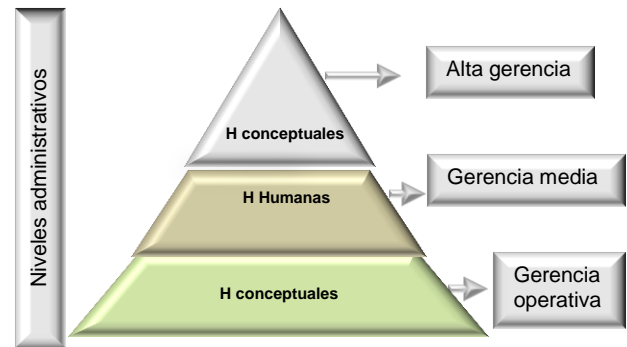 Niveles administrativos
H conceptuales
Alta gerencia
H Humanas
Gerencia media
H conceptuales
Gerencia
operativa